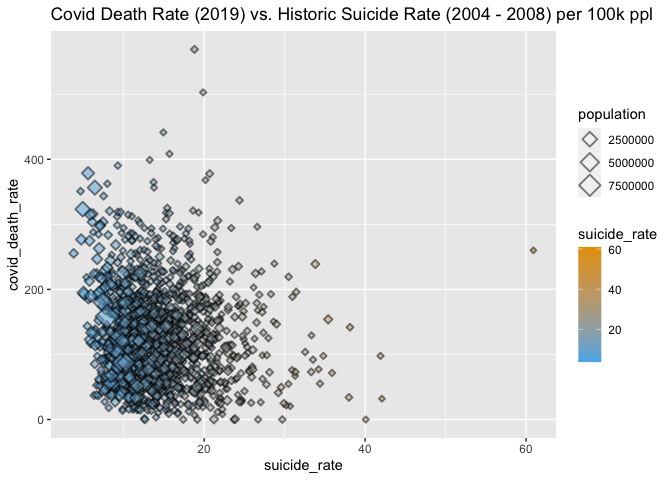 Covid Death Rate (2019) vs. Historic Suicide Rate (2004 - 2008) per 100k ppl
covid_death_rate
400
200
0
20
40
60
suicide_rate
population
2500000
5000000
7500000
suicide_rate
60
40
20